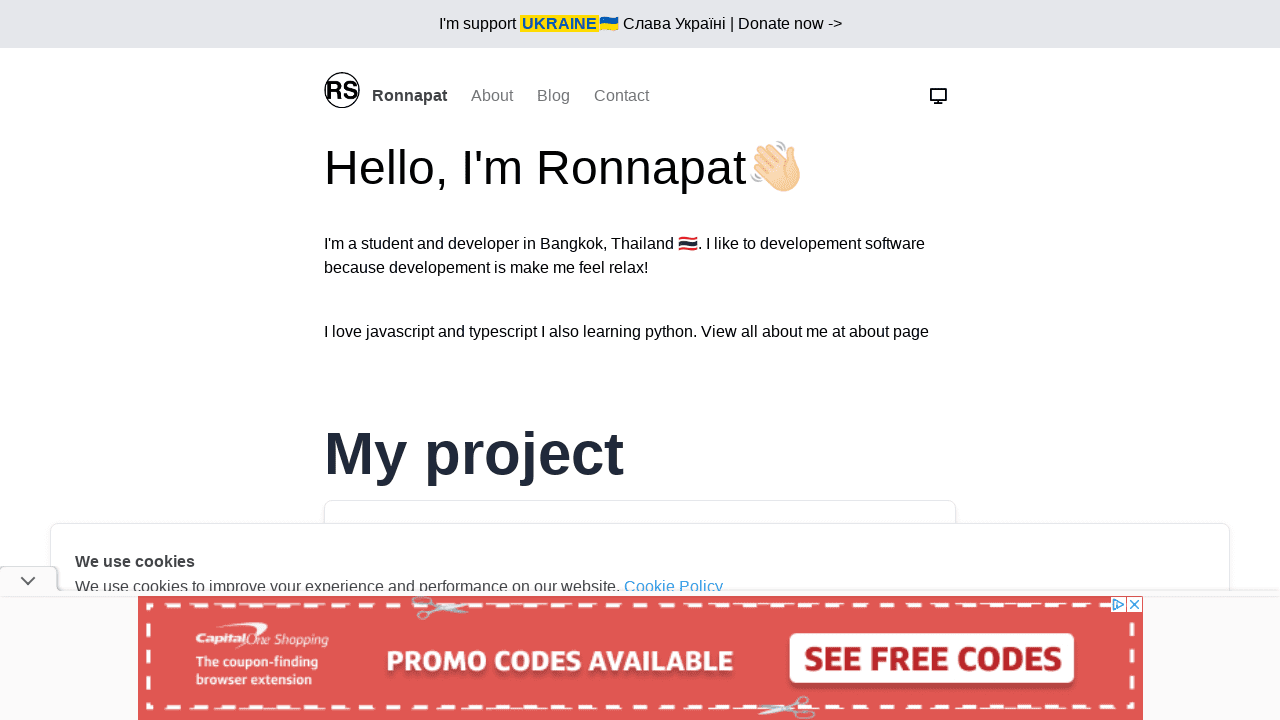 I'm support UKRAINE🇺🇦 Слава Україні | Donate now ->
RS Ronnapat About Blog Contact
Hello, I'm Ronnapat👋🏻
I'm a student and developer in Bangkok, Thailand 🇹🇭. I like to developement software
because developement is make me feel relax!
I love javascript and typescript I also learning python. View all about me at about page
My project
We use cookies
We use cookies to improve your experience and performance on our website. Cookie Policy
Capital One Shopping
The coupon-finding
browser extension
PROMO CODES AVAILABLE
SEE FREE CODES